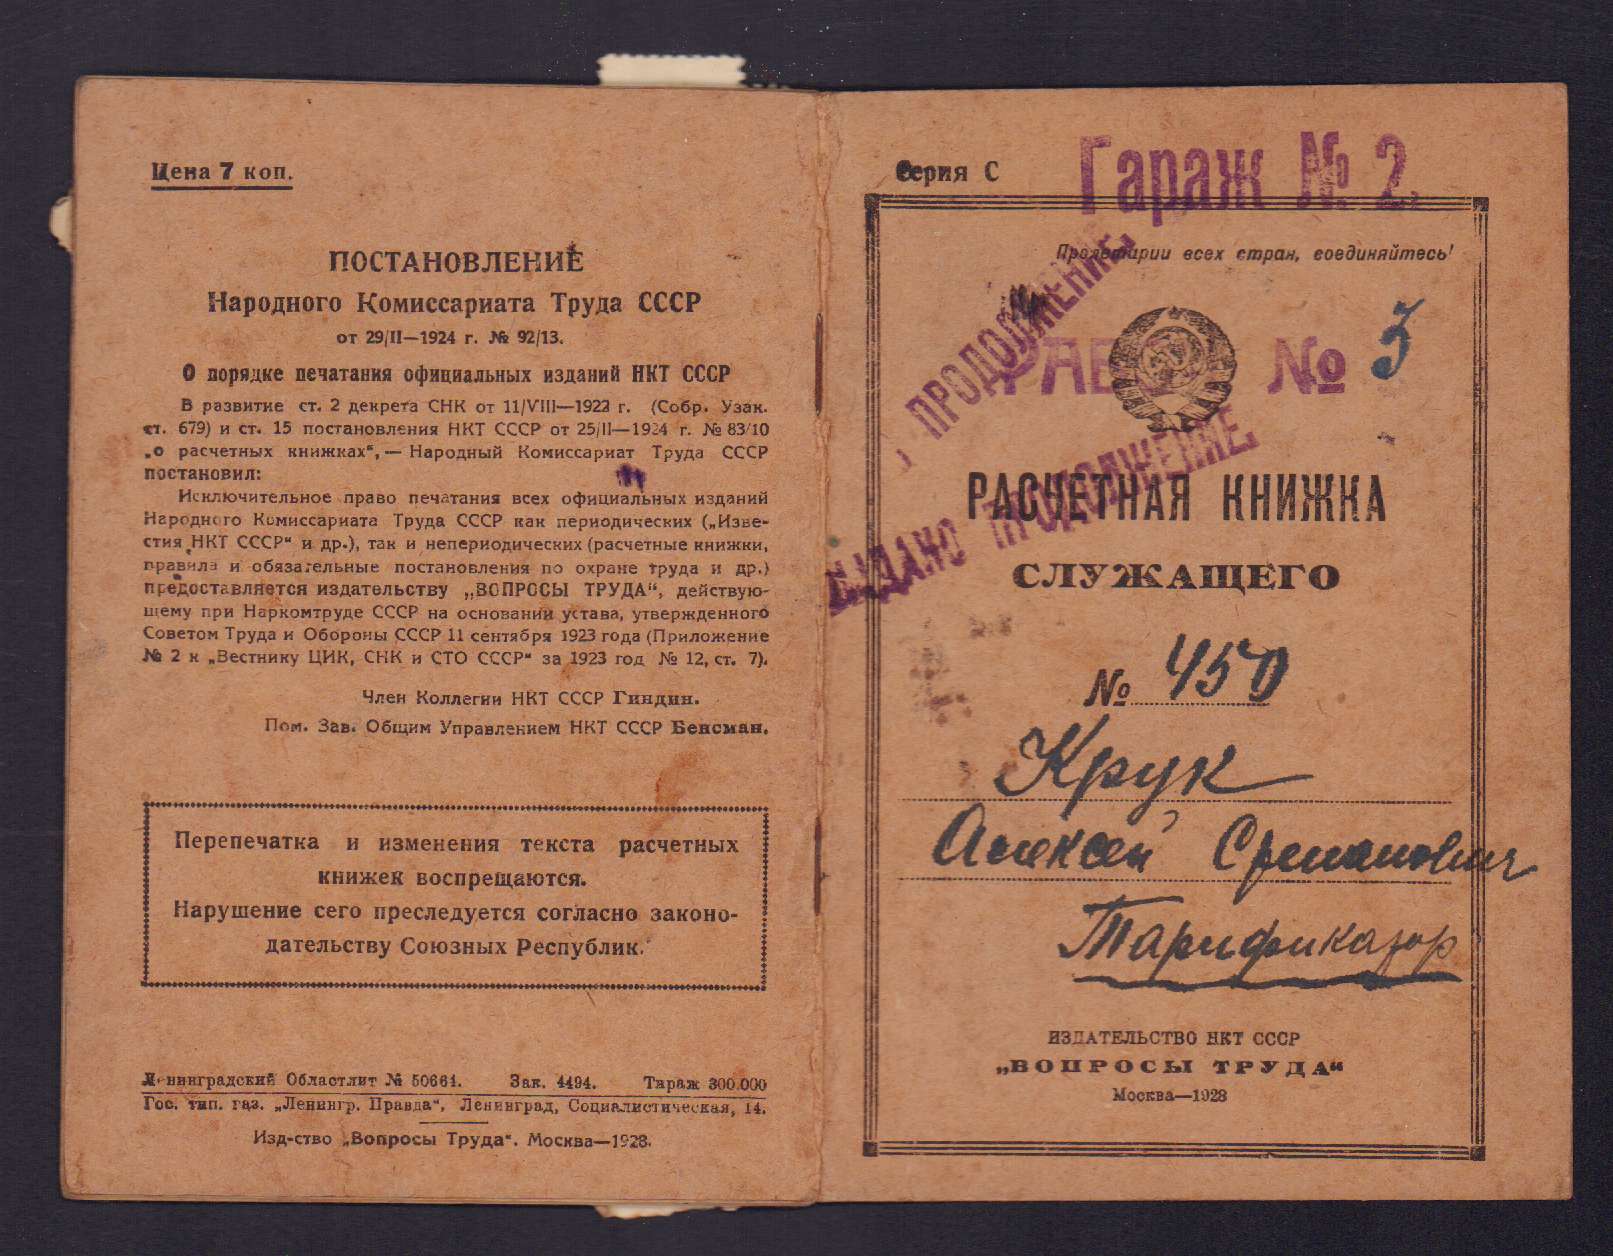 Цена 7 коп.
ПОСТАНОВЛЕНИЕ
Народного Комиссариата Труда СССР
от 29/II—1924 г. № 92/13.
О порядке печатания официальных изданий НКТ СССР
В развитие ст. 2 декрета СНК от 11/VIII—1923 г. (Собр. Узак.
ст. 679) и ст. 15 постановления НКТ СССР от 25/II—1924 г. № 83/10
„о расчетных книжках“,— Народный Комиссариат Труда СССР
постановил:
Исключительное право печатания всех официальных изданий
Народного Комиссариата Труда СССР как периодических („Изве-
стия НКТ СССР“ и др.), так и непериодических (расчетные книжки,
правила и обязательные постановления по охране труда и др.)
предоставляется издательству „ВОПРОСЫ ТРУДА“, действую-
щему при Наркомтруде СССР на основании устава, утвержденного
Советом Труда и Обороны СССР 11 сентября 1923 года (Приложение
№ 2 к „Вестнику ЦИК, СНК и СТО СССР“ за 1923 год № 12, ст. 7).
Член Коллегии НКТ СССР Гиндин.
Пом. Зав. Общим Управлением НКТ СССР Бенсман.
Перепечатка и изменения текста расчетных
книжек воспрещаются.
Нарушение сего преследуется согласно законо-
дательству Союзных Республик.
Ленинградский Областлит № 50664. Зак. 4494. Тираж 300.000
Гос. тип. газ. „Ленингр. Правда“, Ленинград, Социалистическая, 14.
Изд-ство „Вопросы Труда“. Москва—1928.
Серия С
Гараж № 2.
Пролетарии всех стран, соединяйтесь!
ПРОДОЛЖЕНИЕ.
№ 3
ВЫДАНО ПРОДОЛЖЕНИЕ.
РАСЧЕТНАЯ КНИЖКА
СЛУЖАЩЕГО
№ 450
Крук
Алексей Степанович
Тарификатор
ИЗДАТЕЛЬСТВО НКТ СССР
„ВОПРОСЫ ТРУДА“
Москва—1928